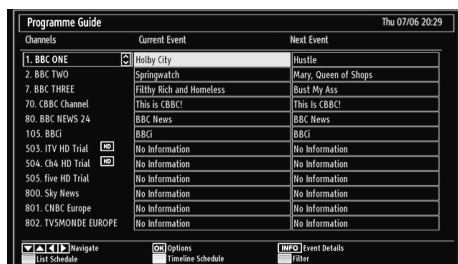 Programme Guide Thu 07/06 20:29
Channels Current Event Next Event
1. BBC ONE Holby City Hustle
2. BBC TWO Springwatch Mary, Queen of Shops
7. BBC THREE Filthy Rich and Homeless Bust My Ass
70. CBBC Channel This is CBBC! This Is CBBC!
80. BBC NEWS 24 BBC News BBC News
105. BBCi BBCi BBCi
503. ITV HD Trial HD No Information No Information
504. Ch4 HD Trial HD No Information No Information
505. five HD Trial No Information No Information
800. Sky News No Information No Information
801. CNBC Europe No Information No Information
802. TV5MONDE EUROPE No Information No Information
Navigate OK Options INFO Event Details
List Schedule Timeline Schedule Filter